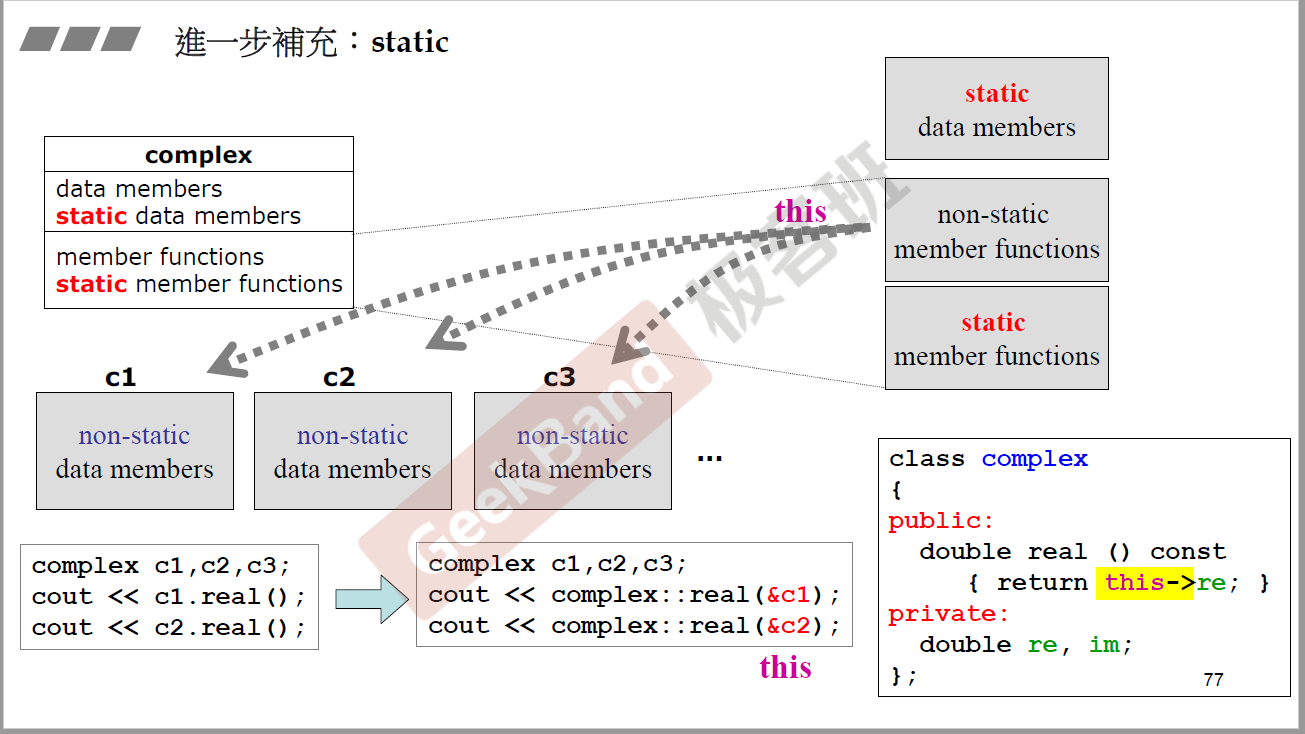 進一步補充：static
static
data members
non-static
member functions
static
member functions
complex
data members
static data members
member functions
static member functions
this
c1
c2
c3
non-static
data members
non-static
data members
non-static
data members
...
complex c1,c2,c3;
cout << c1.real();
cout << c2.real();
complex c1,c2,c3;
cout << complex::real(&c1);
cout << complex::real(&c2);
this
class complex
{
public:
double real () const
{ return this->re; }
private:
double re, im;
};
77
GeekBand 极客班